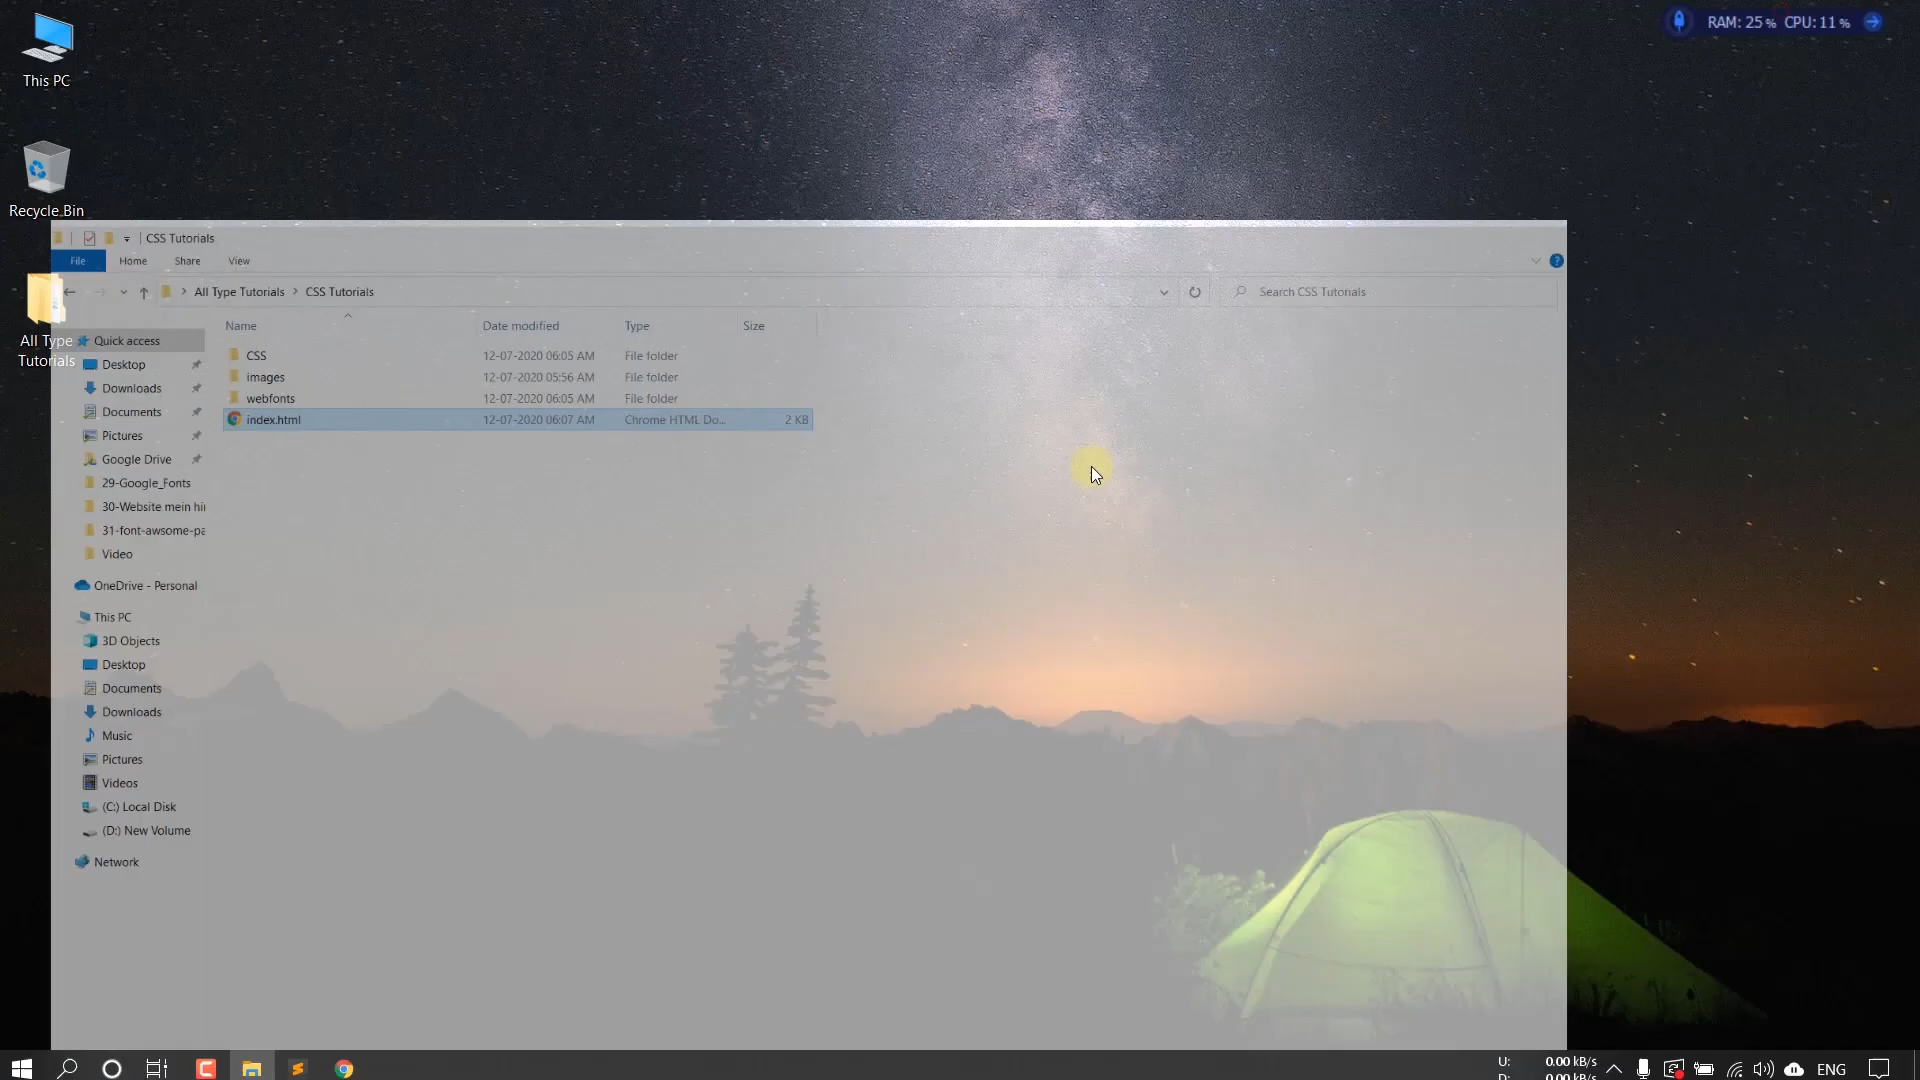 This PC
RAM: 25 % CPU: 11 %
Recycle Bin
CSS Tutorials
File Home Share View
All Type Tutorials CSS Tutorials
Search CSS Tutorials
All Type
Tutorials
Name Date modified Type Size
Quick access
Desktop
Downloads
Documents
Pictures
Google Drive
29-Google_Fonts
30-Website mein hin
31-font-awsome-pa
Video
OneDrive - Personal
This PC
3D Objects
Desktop
Documents
Downloads
Music
Pictures
Videos
(C:) Local Disk
(D:) New Volume
Network
CSS 12-07-2020 06:05 AM File folder
images 12-07-2020 05:56 AM File folder
webfonts 12-07-2020 06:05 AM File folder
index.html 12-07-2020 06:07 AM Chrome HTML Do... 2 KB
U: 0.00 kB/s
D: 0.00 kB/s
ENG